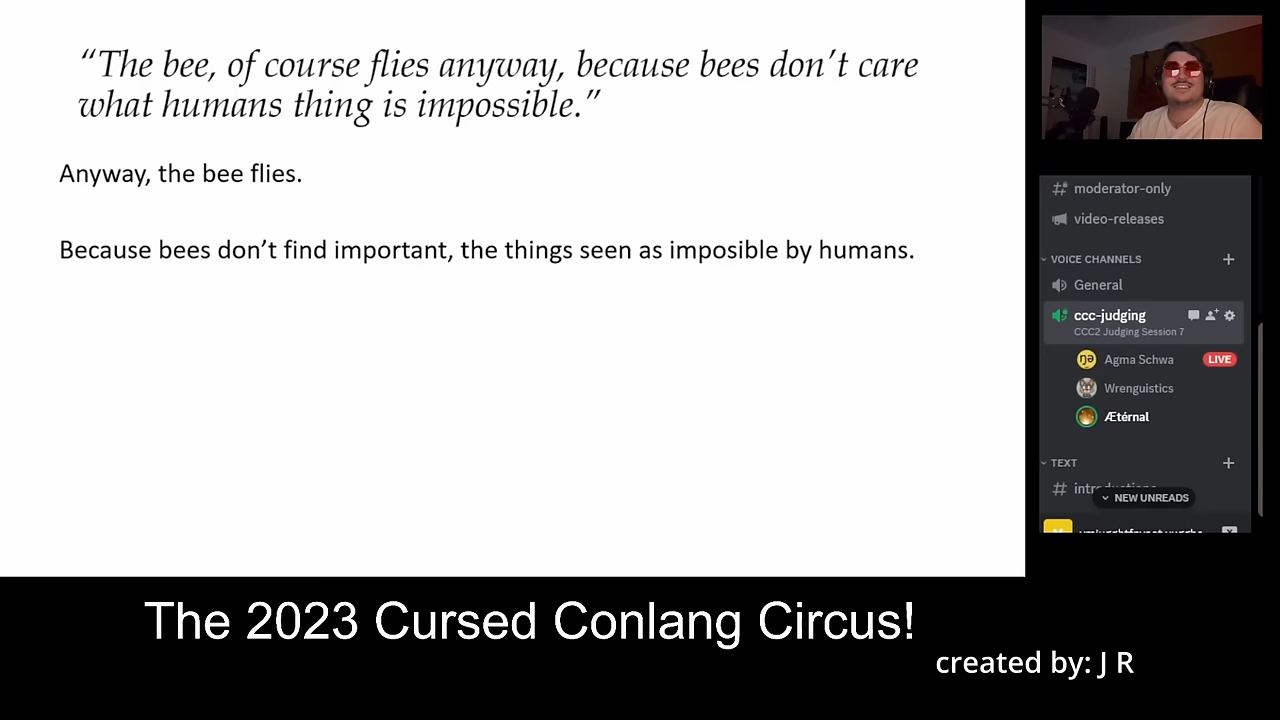 “The bee, of course flies anyway, because bees don’t care
what humans thing is impossible.”
Anyway, the bee flies.
Because bees don’t find important, the things seen as imposible by humans.
moderator-only
video-releases
VOICE CHANNELS
General
ccc-judging
CCC2 Judging Session 7
ŋə Agma Schwa LIVE
Wrenguistics
Ætérnal
TEXT
NEW UNREADS
The 2023 Cursed Conlang Circus!
created by: J R